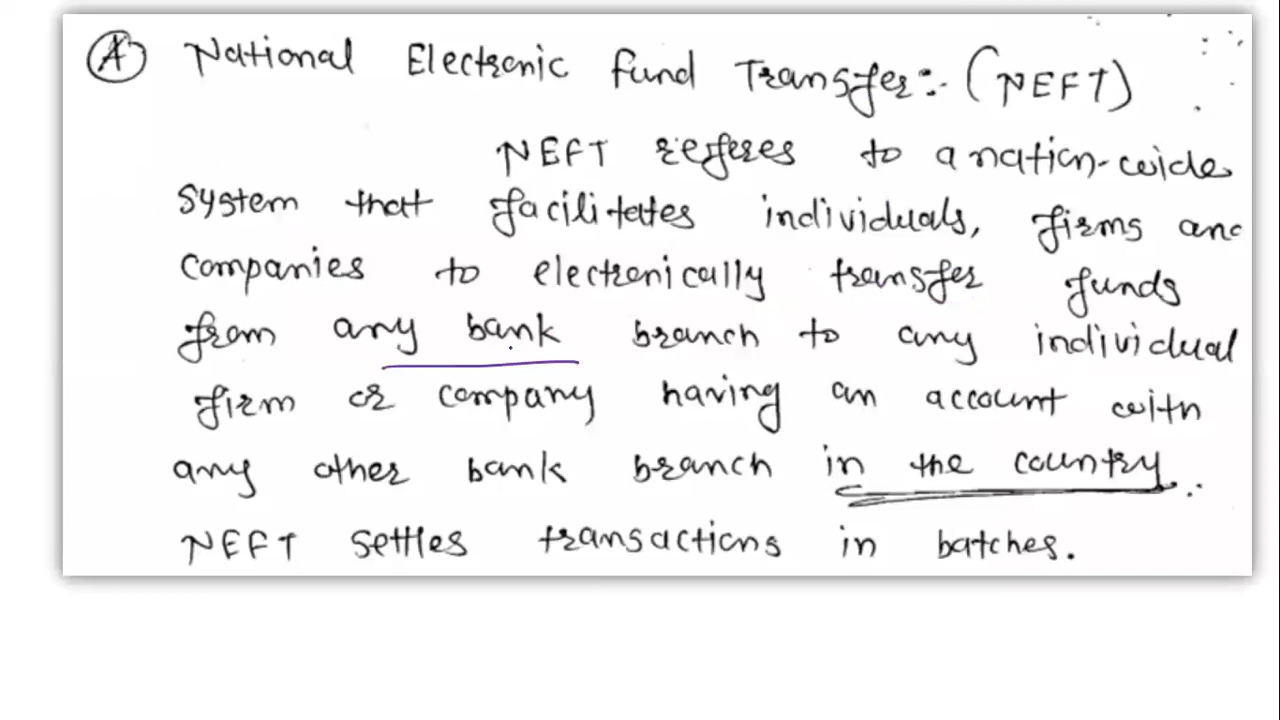 (A) National Electronic Fund Transfer:- (NEFT)
NEFT referes to a nation-wide
system that facilitates individuals, firms and
companies to electronically transfer funds
from any bank branch to any individual
firm or company having an account with
any other bank branch in the country.
NEFT settles transactions in batches.